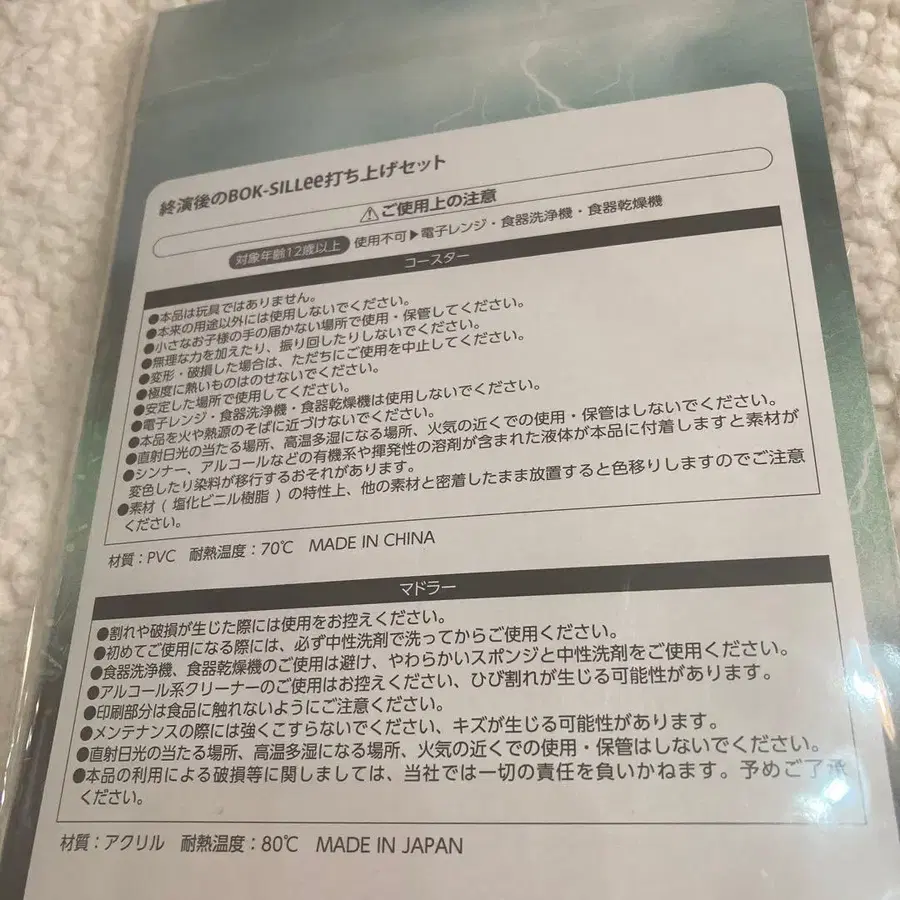 終演後のBOK-SILLee打ち上げセット
⚠ご使用上の注意
対象年齢12歳以上 使用不可▶電子レンジ・食器洗浄機・食器乾燥機
コースター
●本品は玩具ではありません。
●本来の用途以外には使用しないでください。
●小さなお子様の手の届かない場所で使用・保管してください。
●無理な力を加えたり、振り回したりしないでください。
●変形・破損した場合は、ただちにご使用を中止してください。
●極度に熱いものはのせないでください。
●安定した場所で使用してください。
●電子レンジ・食器洗浄機・食器乾燥機は使用しないでください。
●本品を火や熱源のそばに近づけないでください。
●直射日光の当たる場所、高温多湿になる場所、火気の近くでの使用・保管はしないでください。
●シンナー、アルコールなどの有機系や揮発性の溶剤が含まれた液体が本品に付着しますと素材が
変色したり染料が移行するおそれがあります。
●素材(塩化ビニル樹脂)の特性上、他の素材と密着したまま放置すると色移りしますのでご注意
ください。
材質:PVC 耐熱温度:70℃ MADE IN CHINA
マドラー
●割れや破損が生じた際には使用をお控えください。
●初めてご使用になる際には、必ず中性洗剤で洗ってからご使用ください。
●食器洗浄機、食器乾燥機のご使用は避け、やわらかいスポンジと中性洗剤をご使用ください。
●アルコール系クリーナーのご使用はお控えください、ひび割れが生じる可能性があります。
●印刷部分は食品に触れないようにご注意ください。
●メンテナンスの際には強くこすらないでください、キズが生じる可能性があります。
●直射日光の当たる場所、高温多湿になる場所、火気の近くでの使用・保管はしないでください。
●本品の利用による破損等に関しましては、当社では一切の責任を負いかねます。予めご了承
ください。
材質:アクリル 耐熱温度:80℃ MADE IN JAPAN